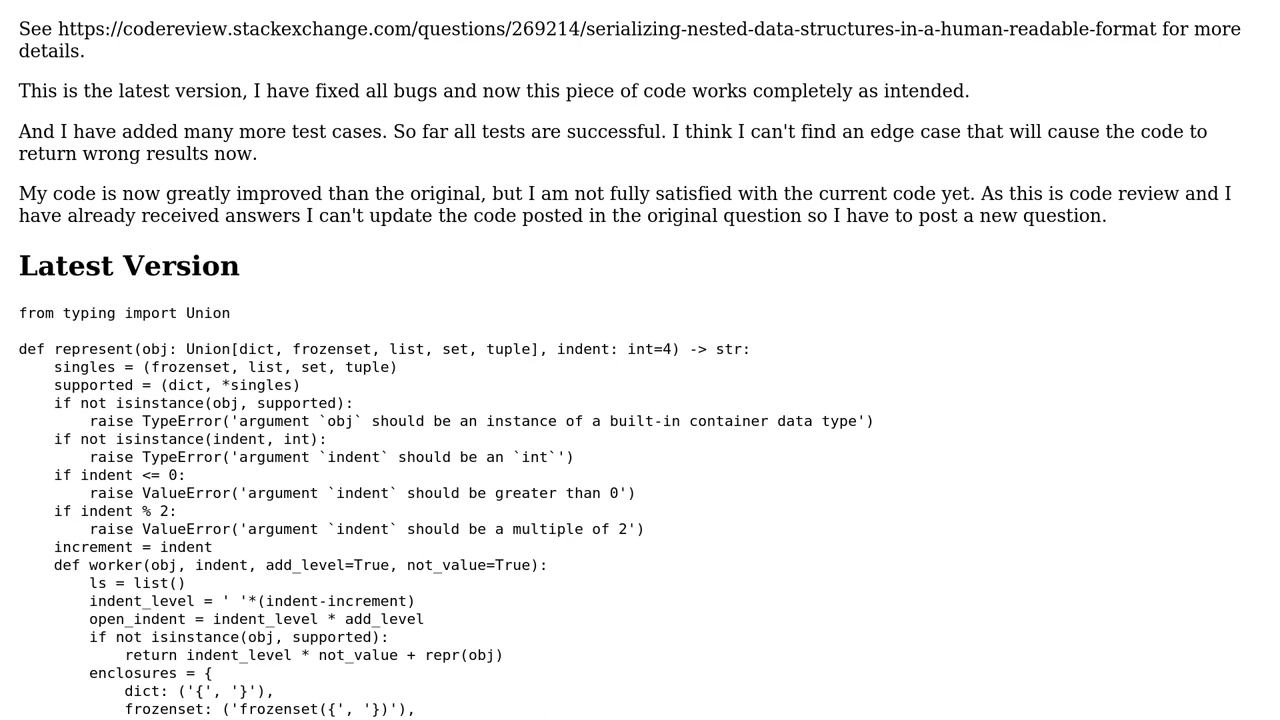 See https://codereview.stackexchange.com/questions/269214/serializing-nested-data-structures-in-a-human-readable-format for more
details.
This is the latest version, I have fixed all bugs and now this piece of code works completely as intended.
And I have added many more test cases. So far all tests are successful. I think I can't find an edge case that will cause the code to
return wrong results now.
My code is now greatly improved than the original, but I am not fully satisfied with the current code yet. As this is code review and I
have already received answers I can't update the code posted in the original question so I have to post a new question.
Latest Version
from typing import Union
def represent(obj: Union[dict, frozenset, list, set, tuple], indent: int=4) -> str:
    singles = (frozenset, list, set, tuple)
    supported = (dict, *singles)
    if not isinstance(obj, supported):
        raise TypeError('argument `obj` should be an instance of a built-in container data type')
    if not isinstance(indent, int):
        raise TypeError('argument `indent` should be an `int`')
    if indent <= 0:
        raise ValueError('argument `indent` should be greater than 0')
    if indent % 2:
        raise ValueError('argument `indent` should be a multiple of 2')
    increment = indent
    def worker(obj, indent, add_level=True, not_value=True):
        ls = list()
        indent_level = ' '*(indent-increment)
        open_indent = indent_level * add_level
        if not isinstance(obj, supported):
            return indent_level * not_value + repr(obj)
        enclosures = {
            dict: ('{', '}'),
            frozenset: ('frozenset({', '})'),